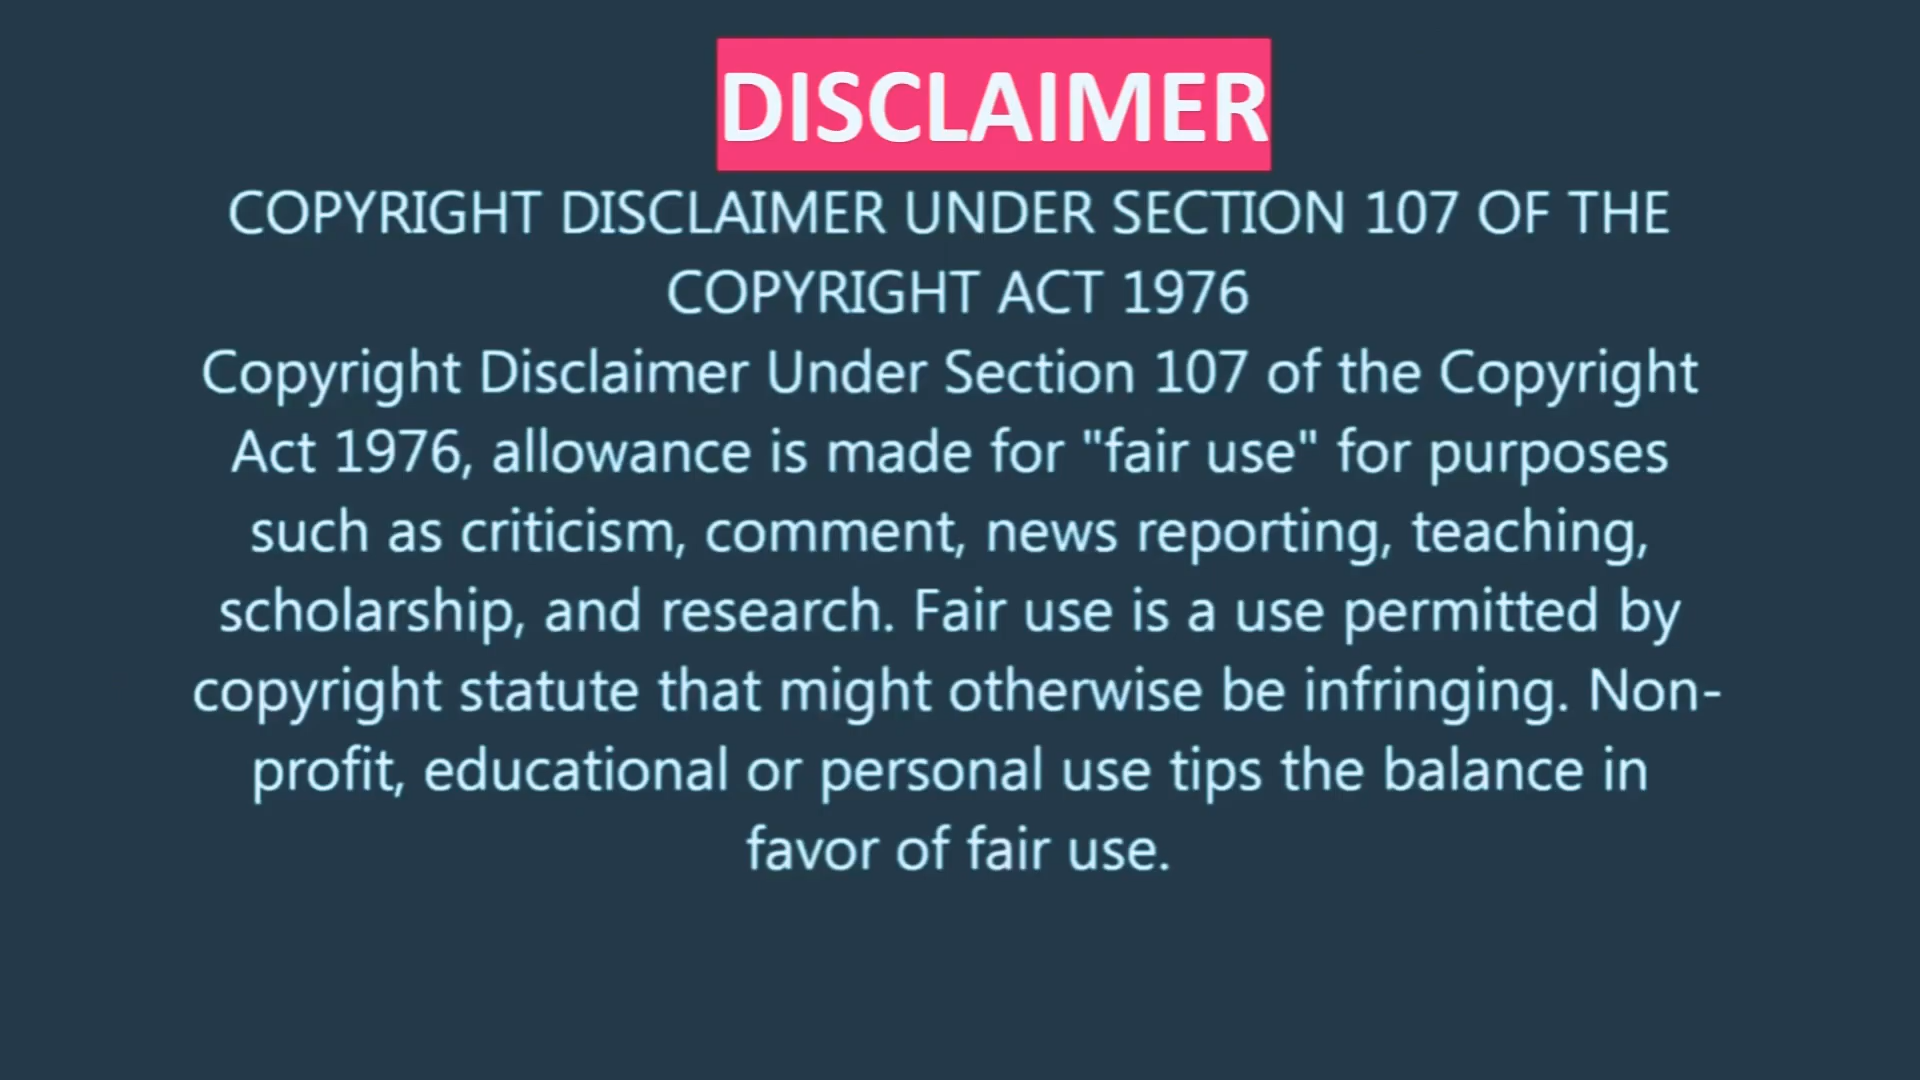 DISCLAIMER
COPYRIGHT DISCLAIMER UNDER SECTION 107 OF THE
COPYRIGHT ACT 1976
Copyright Disclaimer Under Section 107 of the Copyright
Act 1976, allowance is made for "fair use" for purposes
such as criticism, comment, news reporting, teaching,
scholarship, and research. Fair use is a use permitted by
copyright statute that might otherwise be infringing. Non-
profit, educational or personal use tips the balance in
favor of fair use.